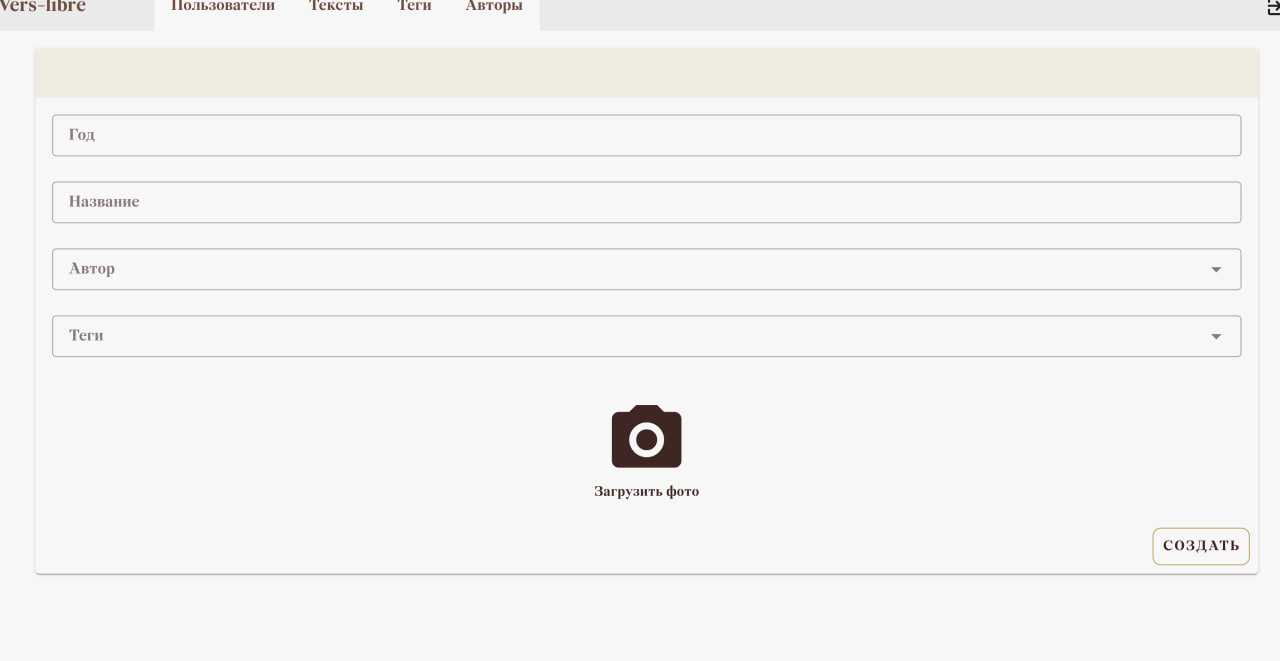 Vers-libre Пользователи Тексты Теги Авторы
Год
Название
Автор
Теги
Загрузить фото
СОЗДАТЬ